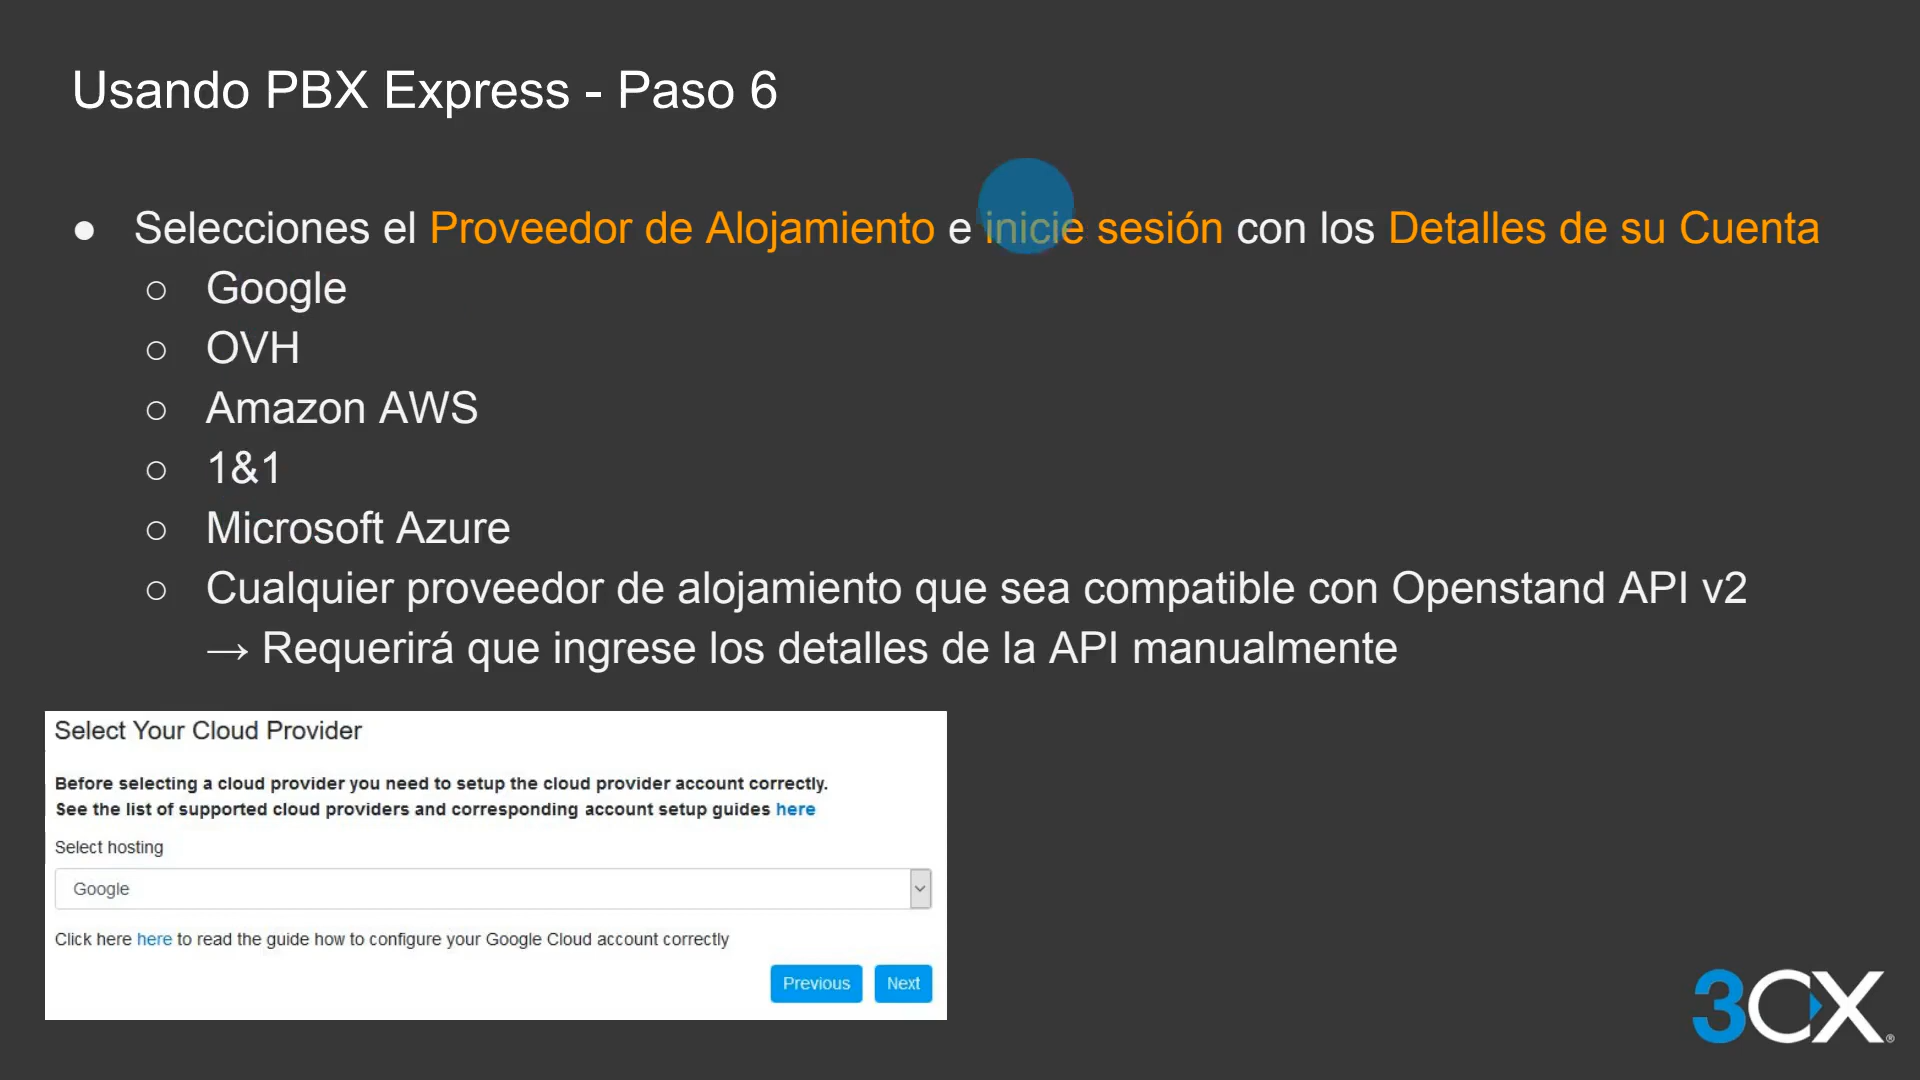 Usando PBX Express - Paso 6
● Selecciones el Proveedor de Alojamiento e inicie sesión con los Detalles de su Cuenta
○ Google
○ OVH
○ Amazon AWS
○ 1&1
○ Microsoft Azure
○ Cualquier proveedor de alojamiento que sea compatible con Openstand API v2
→ Requerirá que ingrese los detalles de la API manualmente
Select Your Cloud Provider
Before selecting a cloud provider you need to setup the cloud provider account correctly.
See the list of supported cloud providers and corresponding account setup guides here
Select hosting
Google
Click here here to read the guide how to configure your Google Cloud account correctly
Previous Next
3CX®